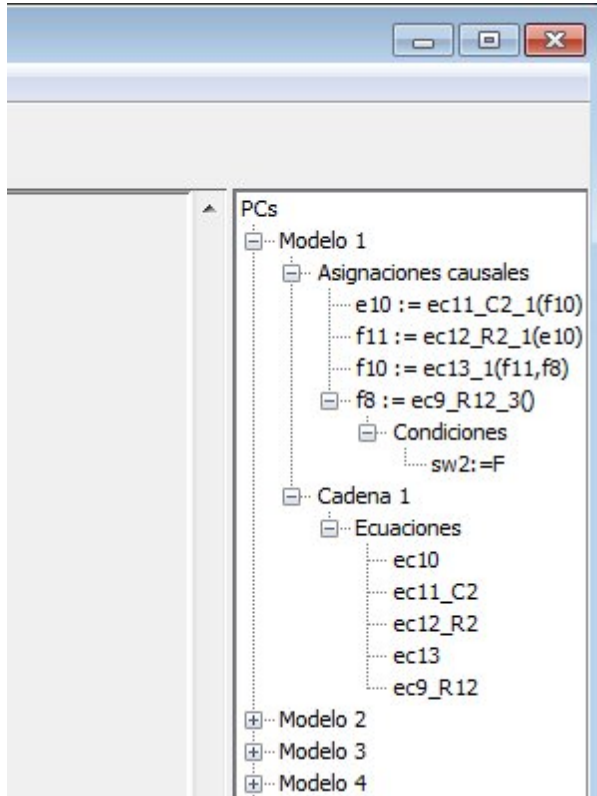 PCs
Modelo 1
Asignaciones causales
e10 := ec11_C2_1(f10)
f11 := ec12_R2_1(e10)
f10 := ec13_1(f11,f8)
f8 := ec9_R12_3()
Condiciones
sw2:=F
Cadena 1
Ecuaciones
ec10
ec11_C2
ec12_R2
ec13
ec9_R12
Modelo 2
Modelo 3
Modelo 4